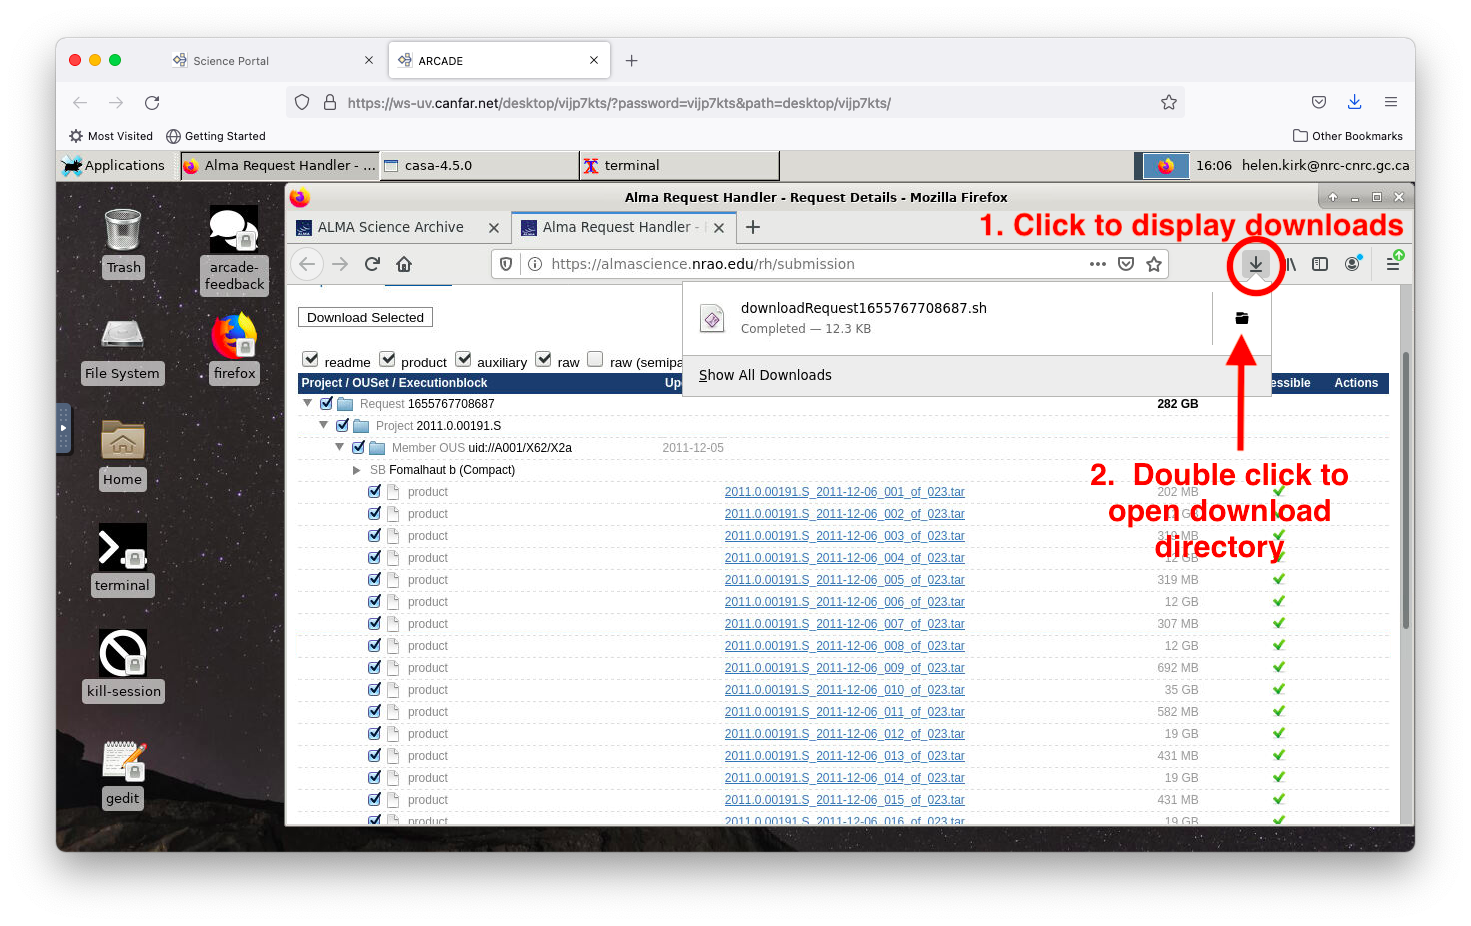 Science Portal
ARCADE
https://ws-uv.canfar.net/desktop/vijp7kts/?password=vijp7kts&path=desktop/vijp7kts/
Most Visited
Getting Started
Other Bookmarks
Applications
Alma Request Handler - ...
casa-4.5.0
terminal
16:06
helen.kirk@nrc-cnrc.gc.ca
Trash
arcade-
feedback
File System
firefox
Home
terminal
kill-session
gedit
Alma Request Handler - Request Details - Mozilla Firefox
ALMA Science Archive
Alma Request Handler -
1. Click to display downloads
https://almascience.nrao.edu/rh/submission
downloadRequest1655767708687.sh
Completed — 12.3 KB
Show All Downloads
Download Selected
readme product auxiliary raw raw (semipa
Project / OUSet / Executionblock Actions
Request 1655767708687 282 GB
Project 2011.0.00191.S
Member OUS uid://A001/X62/X2a 2011-12-05
SB Fomalhaut b (Compact)
2. Double click to
open download
directory
product 2011.0.00191.S_2011-12-06_001_of_023.tar 202 MB
product 2011.0.00191.S_2011-12-06_002_of_023.tar
product 2011.0.00191.S_2011-12-06_003_of_023.tar
product 2011.0.00191.S_2011-12-06_004_of_023.tar 12 GB
product 2011.0.00191.S_2011-12-06_005_of_023.tar 319 MB
product 2011.0.00191.S_2011-12-06_006_of_023.tar 12 GB
product 2011.0.00191.S_2011-12-06_007_of_023.tar 307 MB
product 2011.0.00191.S_2011-12-06_008_of_023.tar 12 GB
product 2011.0.00191.S_2011-12-06_009_of_023.tar 692 MB
product 2011.0.00191.S_2011-12-06_010_of_023.tar 35 GB
product 2011.0.00191.S_2011-12-06_011_of_023.tar 582 MB
product 2011.0.00191.S_2011-12-06_012_of_023.tar 19 GB
product 2011.0.00191.S_2011-12-06_013_of_023.tar 431 MB
product 2011.0.00191.S_2011-12-06_014_of_023.tar 19 GB
product 2011.0.00191.S_2011-12-06_015_of_023.tar 431 MB
product 2011.0.00191.S_2011-12-06_016_of_023.tar 19 GB